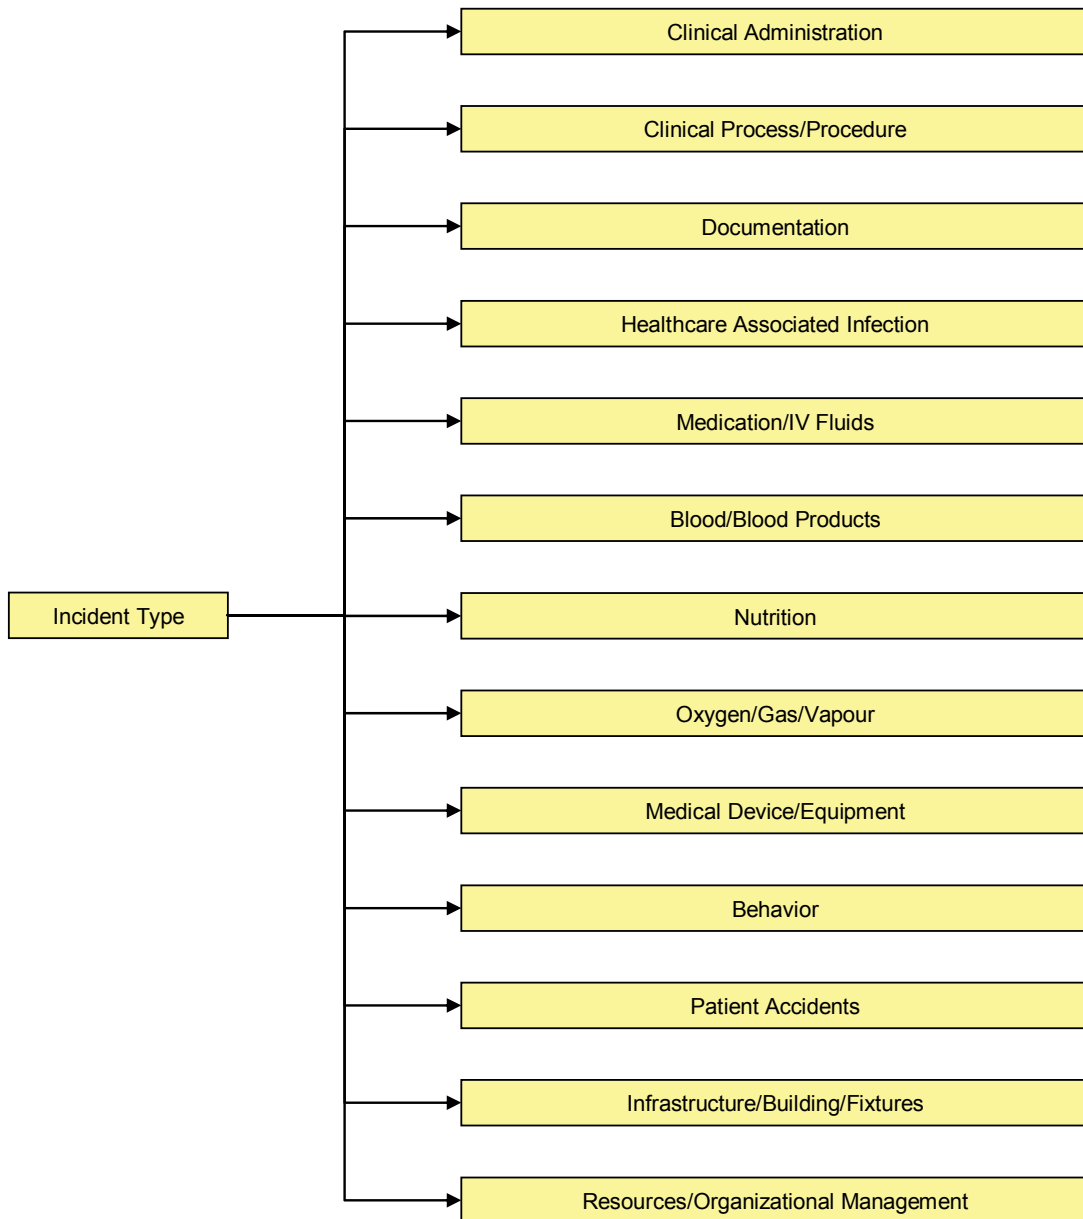 Clinical Administration
Clinical Process/Procedure
Documentation
Healthcare Associated Infection
Medication/IV Fluids
Blood/Blood Products
Incident Type
Nutrition
Oxygen/Gas/Vapour
Medical Device/Equipment
Behavior
Patient Accidents
Infrastructure/Building/Fixtures
Resources/Organizational Management